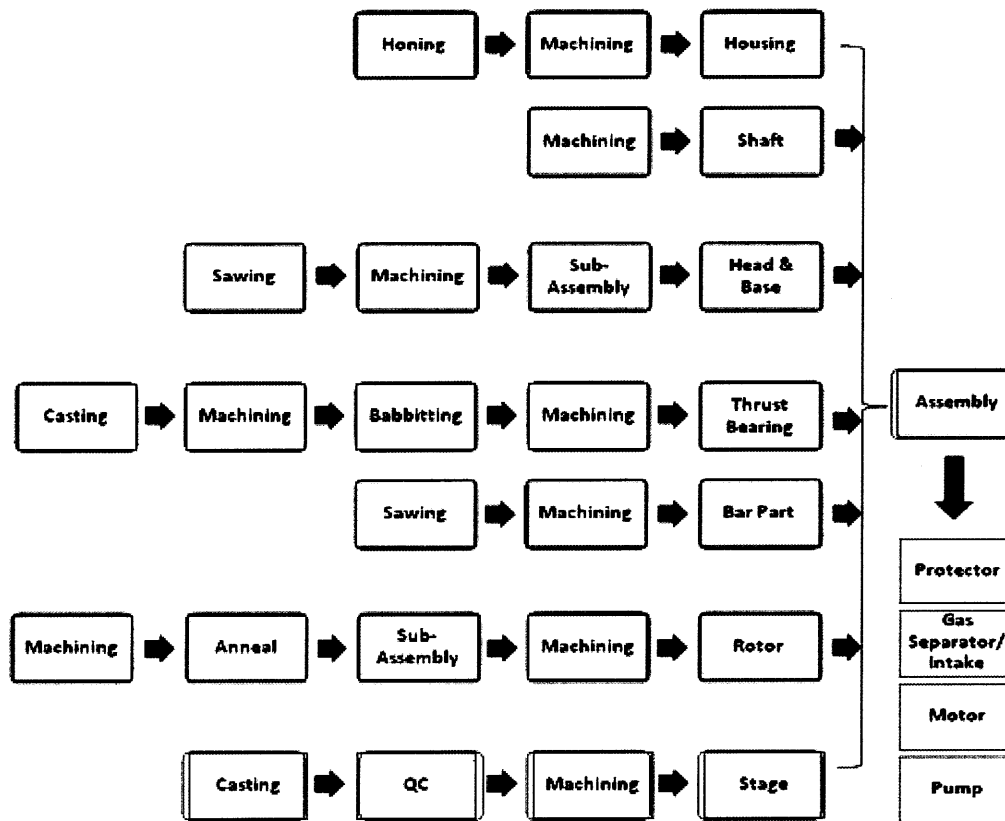 Honing
Machining
Housing
Machining
Shaft
Sawing
Machining
Sub-
Assembly
Head &
Base
Casting
Machining
Babbitting
Machining
Thrust
Bearing
Assembly
Sawing
Machining
Bar Part
Protector
Machining
Anneal
Sub-
Assembly
Machining
Rotor
Gas
Separator/
Intake
Motor
Casting
QC
Machining
Stage
Pump